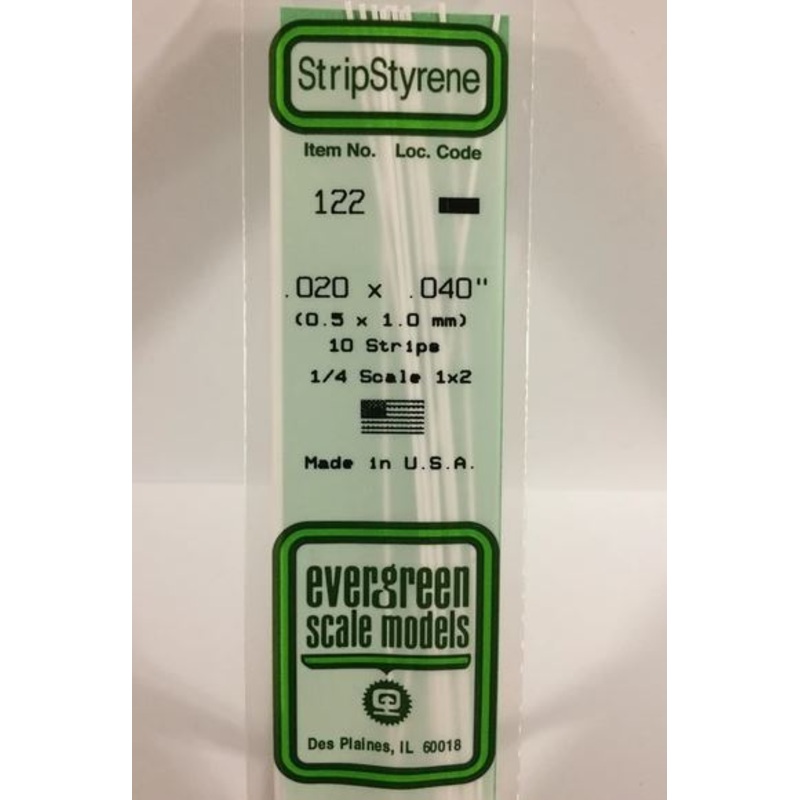 StripStyrene
Item No. Loc. Code
122
.020 x .040"
(0.5 x 1.0 mm)
10 Strips
1/4 Scale 1x2
Made in U.S.A.
evergreen
scale models
Des Plaines, IL 60018